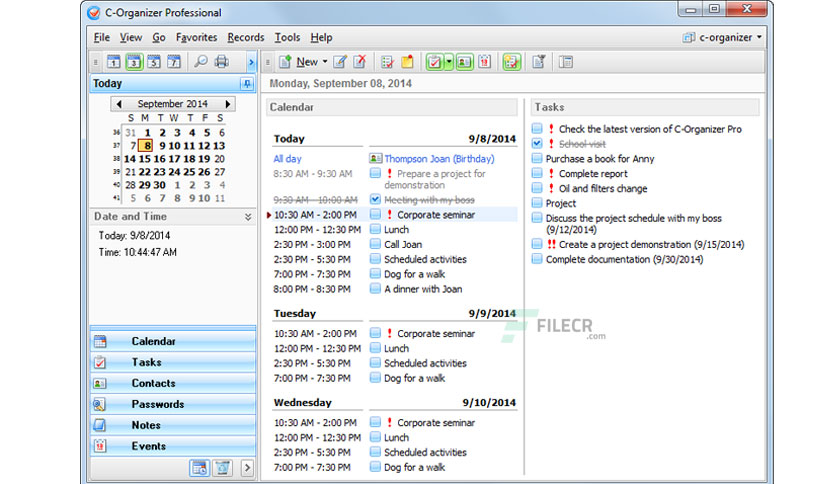 C-Organizer Professional
File View Go Favorites Records Tools Help
c-organizer
1 3 5 7 New 18
Today
Monday, September 08, 2014
September 2014
S M T W T F S
36 31 1 2 3 4 5 6
37 7 8 9 10 11 12 13
38 14 15 16 17 18 19 20
39 21 22 23 24 25 26 27
40 28 29 30 1 2 3 4
41 5 6 7 8 9 10 11
Date and Time
Today: 9/8/2014
Time: 10:44:47 AM
Calendar
Tasks
Contacts
Passwords
Notes
18 Events
Calendar
Today 9/8/2014
All day Thompson Joan (Birthday)
8:30 AM - 9:30 AM ! Prepare a project for
demonstration
9:30 AM - 10:00 AM Meeting with my boss
10:30 AM - 2:00 PM ! Corporate seminar
12:00 PM - 12:30 PM Lunch
2:30 PM - 3:00 PM Call Joan
2:30 PM - 5:30 PM Scheduled activities
7:00 PM - 7:30 PM Dog for a walk
8:00 PM - 8:30 PM A dinner with Joan
Tuesday 9/9/2014
10:30 AM - 2:00 PM ! Corporate seminar
12:00 PM - 12:30 PM Lunch
2:30 PM - 5:30 PM Scheduled activities
7:00 PM - 7:30 PM Dog for a walk
Wednesday 9/10/2014
10:30 AM - 2:00 PM ! Corporate seminar
12:00 PM - 12:30 PM Lunch
2:30 PM - 5:30 PM Scheduled activities
7:00 PM - 7:30 PM Dog for a walk
Tasks
! Check the latest version of C-Organizer Pro
! School visit
Purchase a book for Anny
! Complete report
! Oil and filters change
Project
Discuss the project schedule with my boss
(9/12/2014)
!! Create a project demonstration (9/15/2014)
Complete documentation (9/30/2014)
FILECR
.com